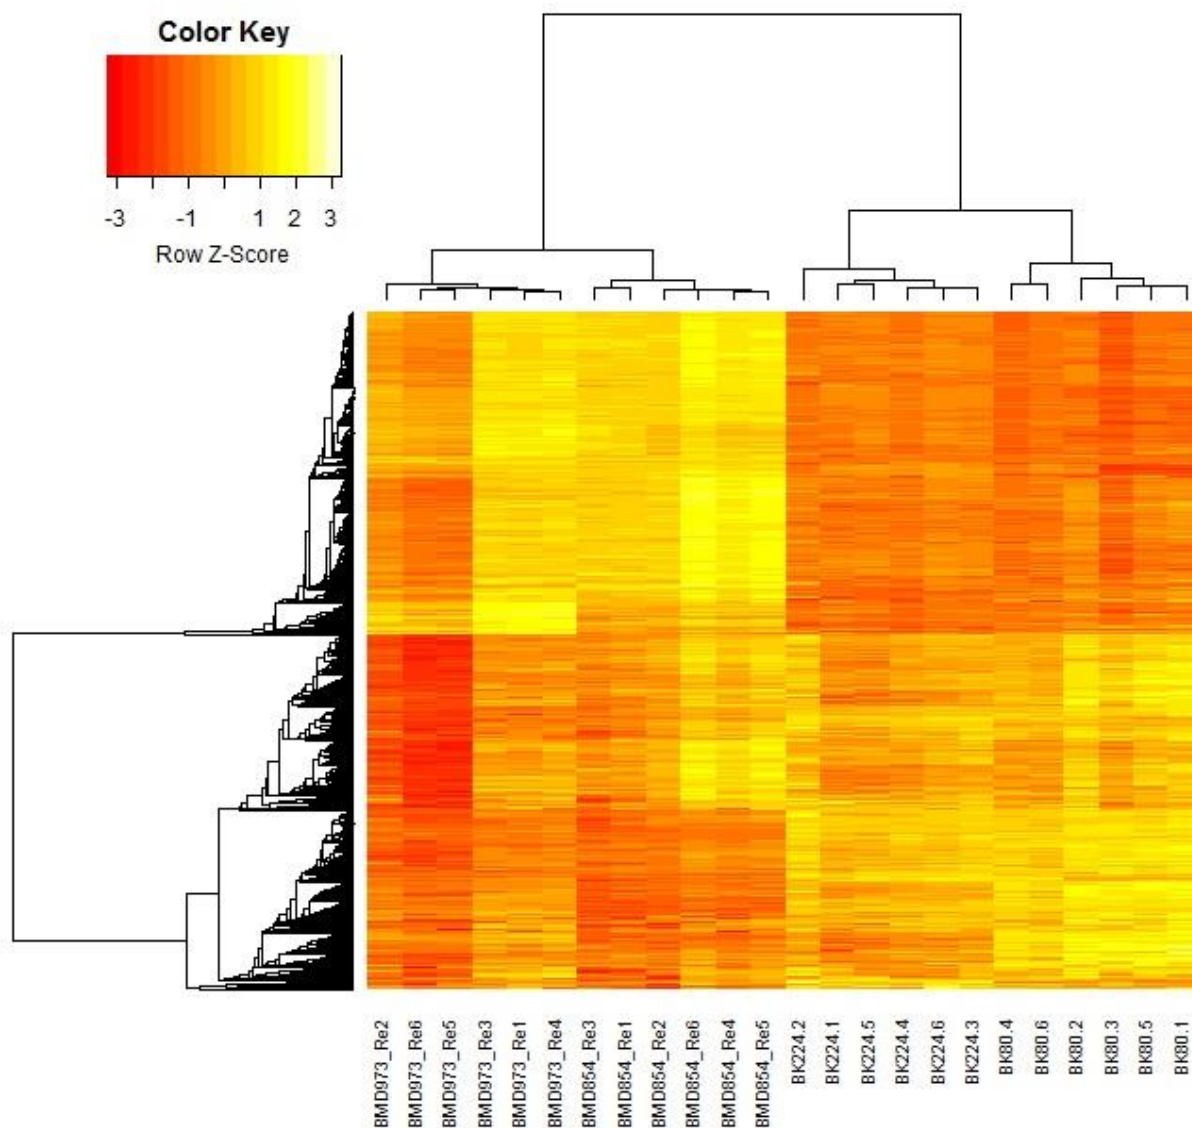 Color Key
-3 -1 1 2 3
Row Z-Score
BMD973_Re2
BMD973_Re6
BMD973_Re5
BMD973_Re3
BMD973_Re1
BMD973_Re4
BMD854_Re3
BMD854_Re1
BMD854_Re2
BMD854_Re6
BMD854_Re4
BMD854_Re5
BK224.2
BK224.1
BK224.5
BK224.4
BK224.6
BK224.3
BK80.4
BK80.6
BK80.2
BK80.3
BK80.5
BK80.1